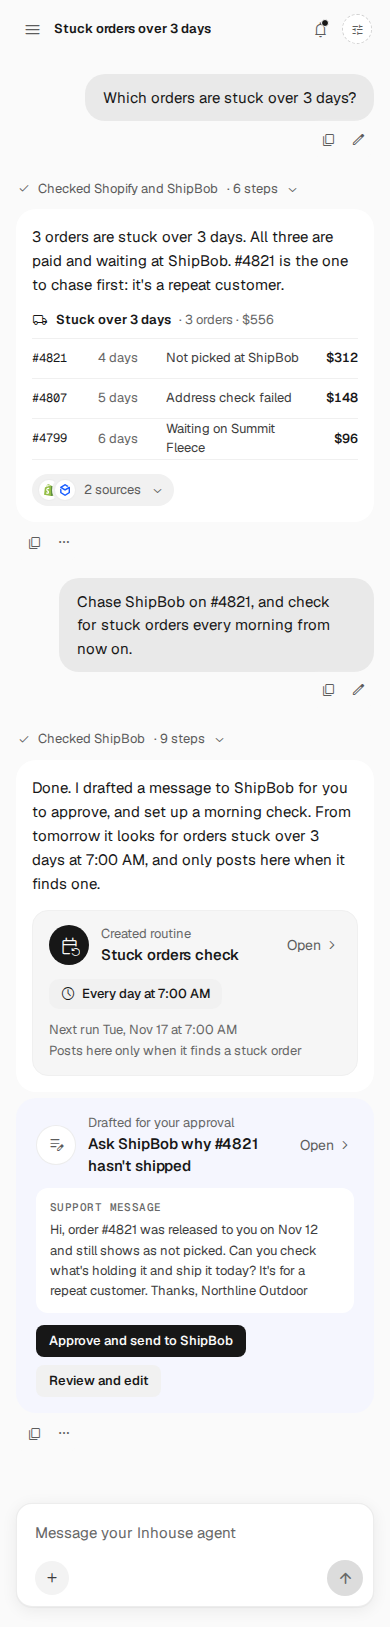 Stuck orders over 3 days
Which orders are stuck over 3 days?
Checked Shopify and ShipBob · 6 steps
3 orders are stuck over 3 days. All three are
paid and waiting at ShipBob. #4821 is the one
to chase first: it's a repeat customer.
Stuck over 3 days · 3 orders · $556
#4821 4 days Not picked at ShipBob $312
#4807 5 days Address check failed $148
#4799 6 days Waiting on Summit Fleece $96
2 sources
Chase ShipBob on #4821, and check
for stuck orders every morning from
now on.
Checked ShipBob · 9 steps
Done. I drafted a message to ShipBob for you
to approve, and set up a morning check. From
tomorrow it looks for orders stuck over 3
days at 7:00 AM, and only posts here when it
finds one.
Created routine
Stuck orders check
Open
Every day at 7:00 AM
Next run Tue, Nov 17 at 7:00 AM
Posts here only when it finds a stuck order
Drafted for your approval
Ask ShipBob why #4821
hasn't shipped
Open
SUPPORT MESSAGE
Hi, order #4821 was released to you on Nov 12
and still shows as not picked. Can you check
what's holding it and ship it today? It's for a
repeat customer. Thanks, Northline Outdoor
Approve and send to ShipBob
Review and edit
Message your Inhouse agent